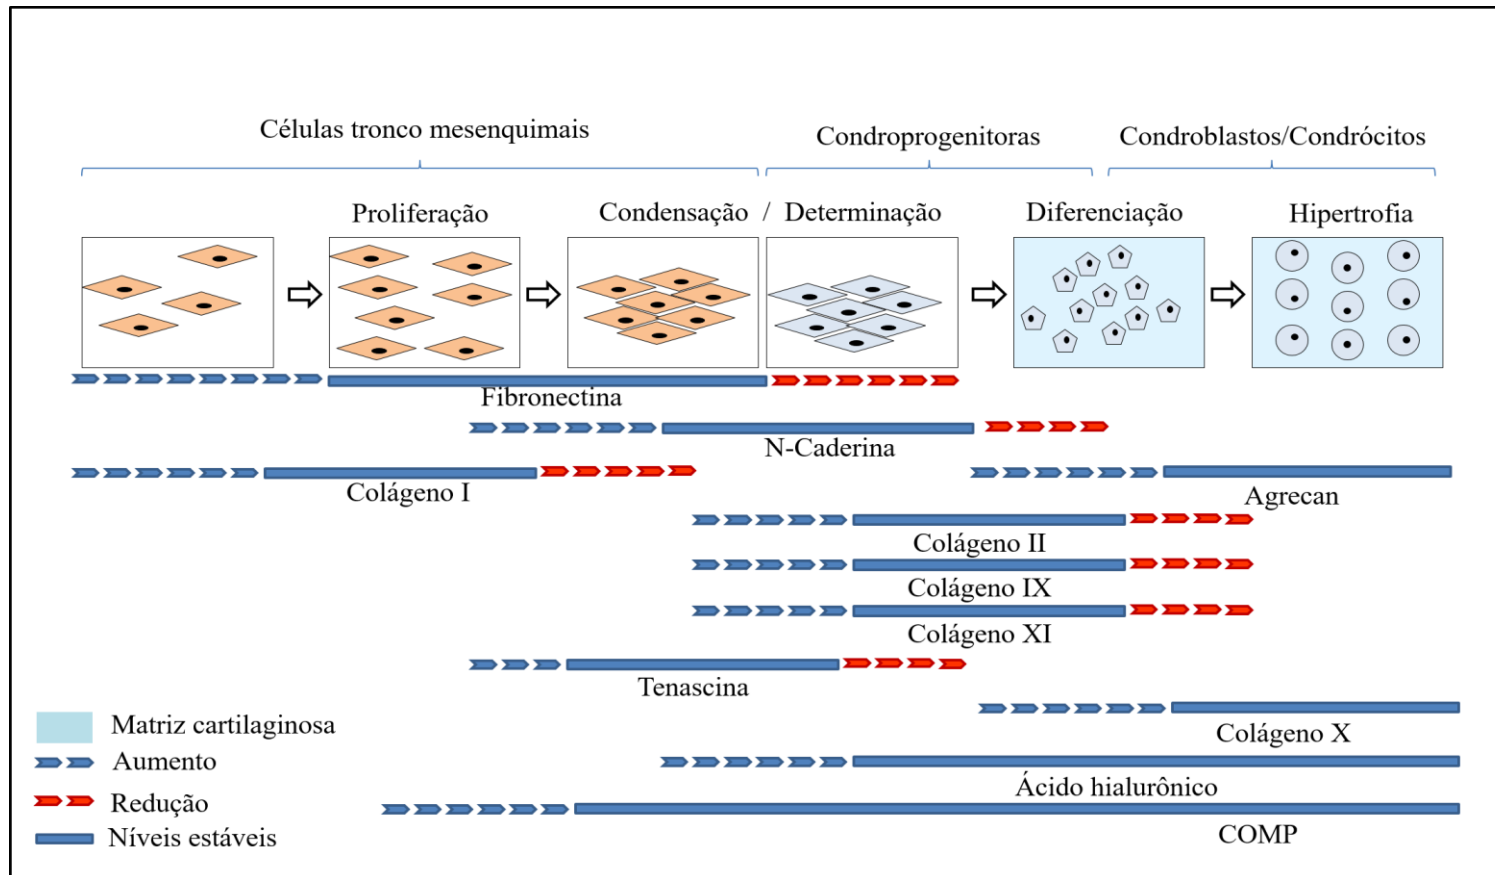 Células tronco mesenquimais
Condroprogenitoras
Condroblastos/Condrócitos
Proliferação
Condensação / Determinação
Diferenciação
Hipertrofia
Fibronectina
N-Caderina
Colágeno I
Agrecan
Colágeno II
Colágeno IX
Colágeno XI
Tenascina
Colágeno X
Ácido hialurônico
COMP
Matriz cartilaginosa
Aumento
Redução
Níveis estáveis